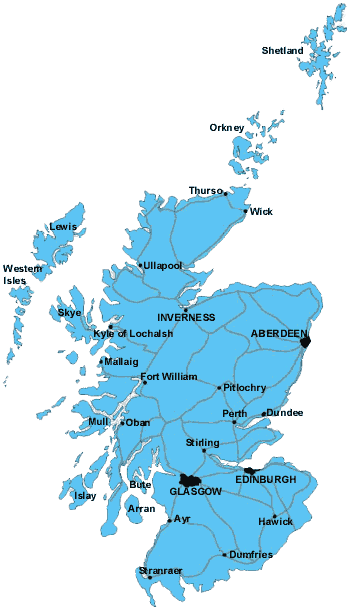 Shetland
Orkney
Thurso
Wick
Lewis
Ullapool
Western
Isles
Skye
INVERNESS
Kyle of Lochalsh
ABERDEEN
Mallaig
Fort William
Pitlochry
Perth
Dundee
Mull
Oban
Stirling
EDINBURGH
Bute
GLASGOW
Islay
Arran
Ayr
Hawick
Dumfries
Stranraer